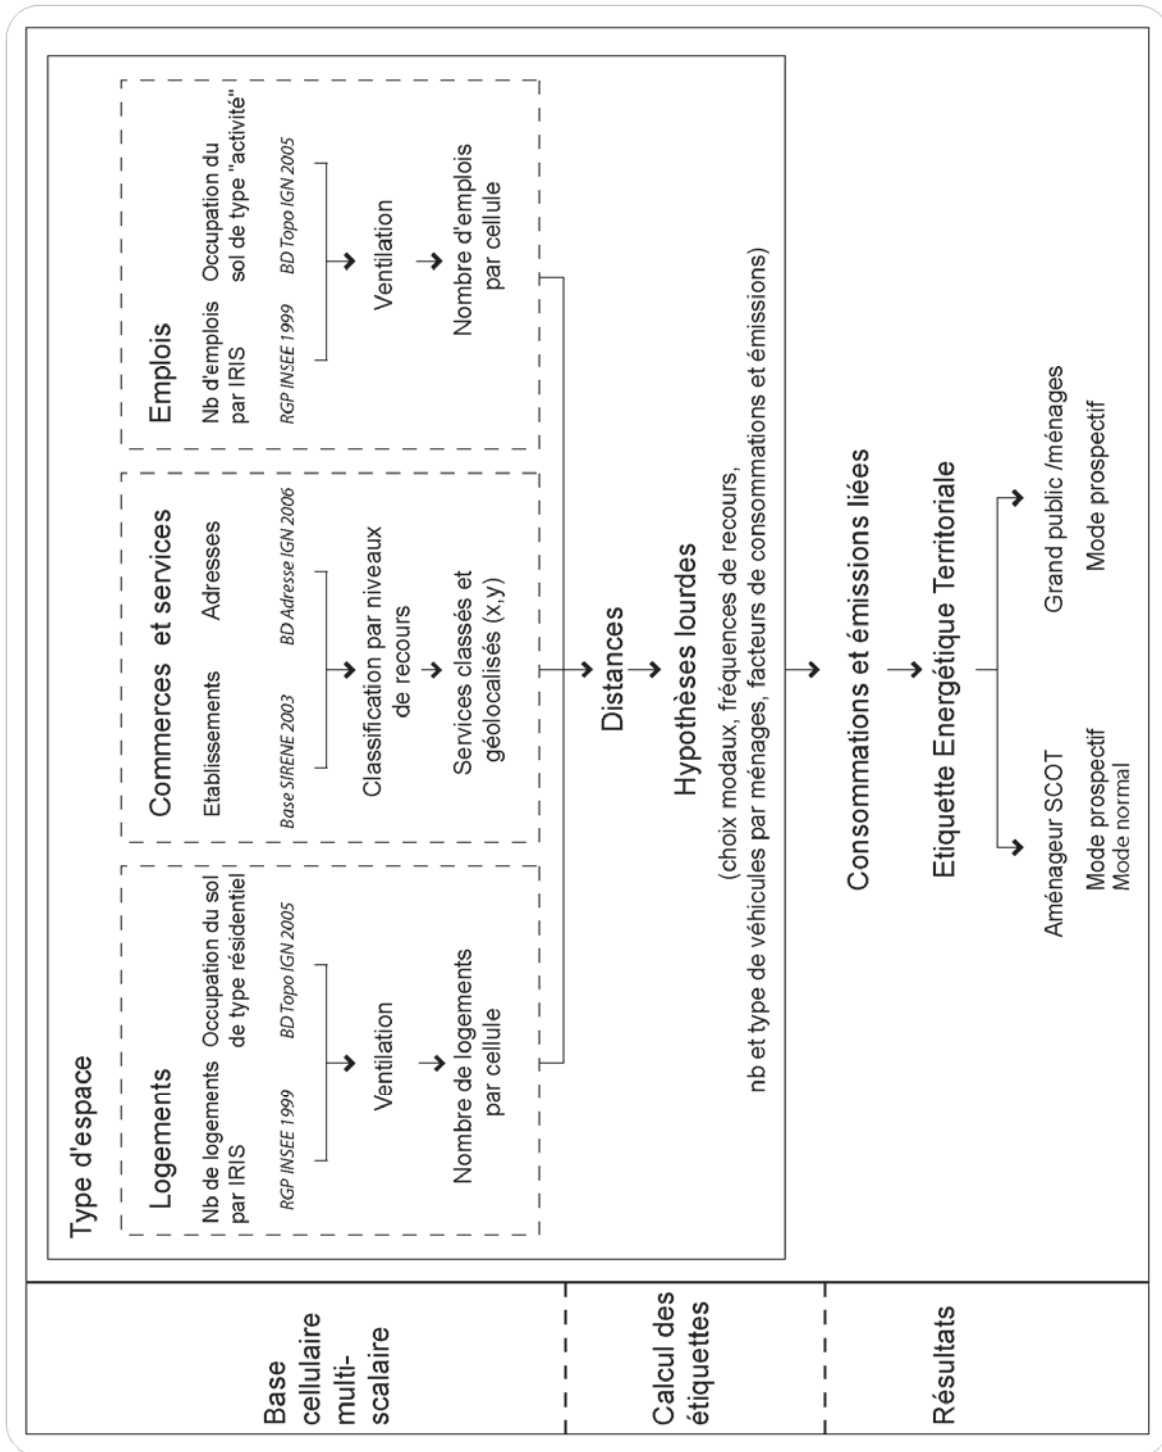 Type d'espace
Logements
Nb de logements
par IRIS
Occupation du sol
de type résidentiel
RGP INSEE 1999
BD Topo IGN 2005
Ventilation
Nombre de logements
par cellule
Commerces et services
Etablissements
Adresses
Base SIRENE 2003
BD Adresse IGN 2006
Classification par niveaux
de recours
Services classés et
géolocalisés (x,y)
Emplois
Nb d'emplois
par IRIS
Occupation du
sol de type "activité"
RGP INSEE 1999
BD Topo IGN 2005
Ventilation
Nombre d'emplois
par cellule
Base
cellulaire
multi-
scalaire
Distances
Hypothèses lourdes
(choix modaux, fréquences de recours,
nb et type de véhicules par ménages, facteurs de consommations et émissions)
Calcul des
étiquettes
Consommations et émissions liées
Etiquette Energétique Territoriale
Aménageur SCOT
Mode prospectif
Mode normal
Grand public /ménages
Mode prospectif
Résultats